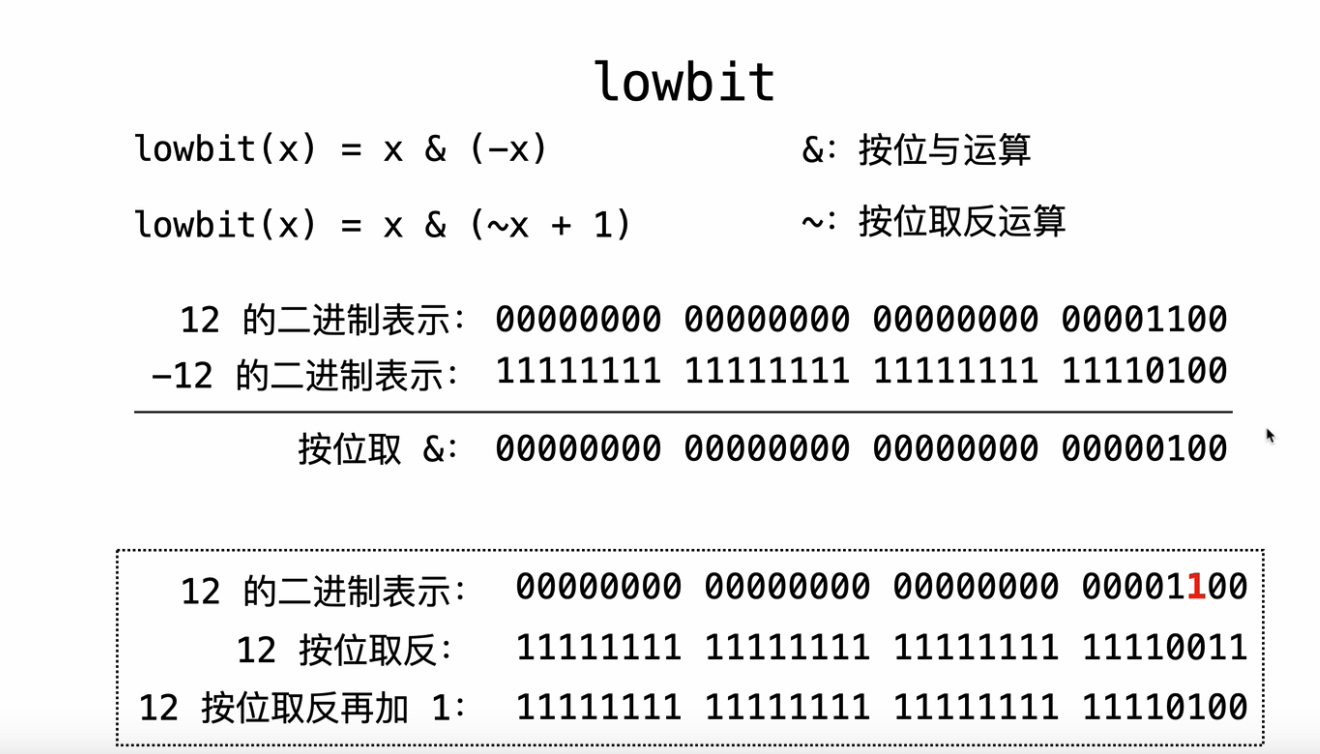 lowbit
lowbit(x) = x & (-x)
&: 按位与运算
lowbit(x) = x & (~x + 1)
~: 按位取反运算
12 的二进制表示: 00000000 00000000 00000000 00001100
-12 的二进制表示: 11111111 11111111 11111111 11110100
按位取 &: 00000000 00000000 00000000 00000100
12 的二进制表示: 00000000 00000000 00000000 00001100
12 按位取反: 11111111 11111111 11111111 11110011
12 按位取反再加 1: 11111111 11111111 11111111 11110100